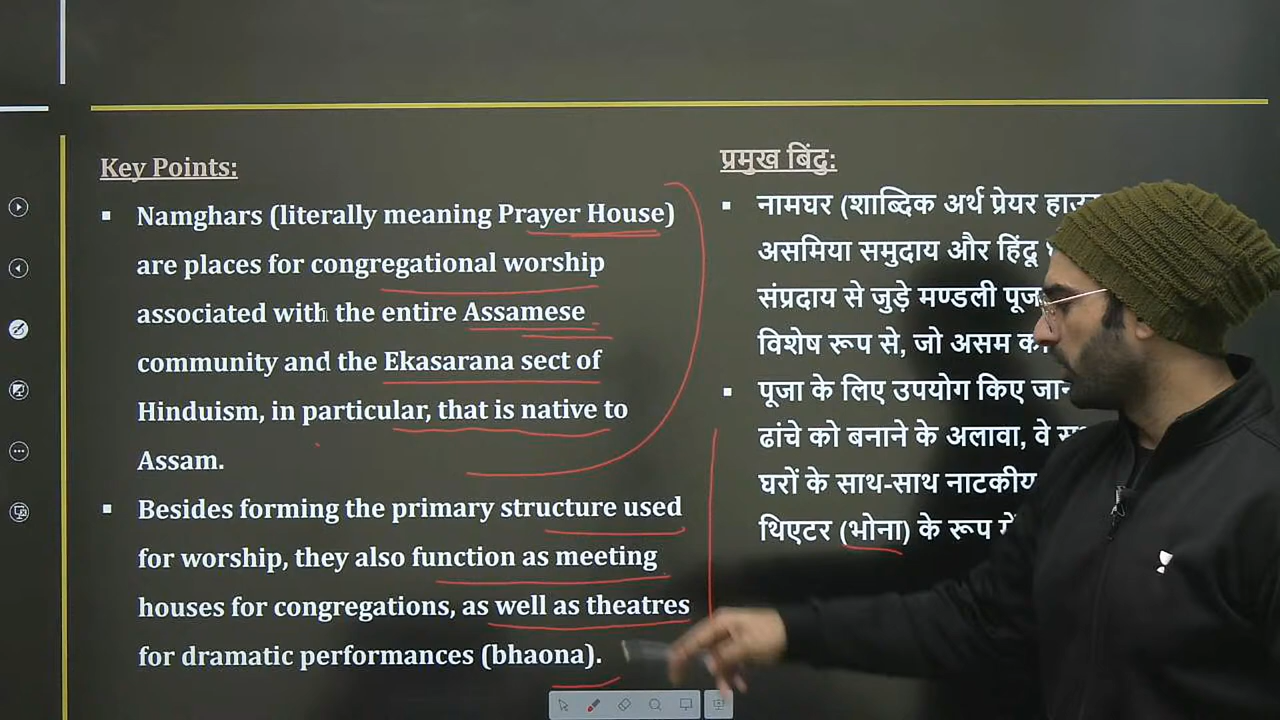 Key Points:
Namghars (literally meaning Prayer House)
are places for congregational worship
associated with the entire Assamese
community and the Ekasarana sect of
Hinduism, in particular, that is native to
Assam.
Besides forming the primary structure used
for worship, they also function as meeting
houses for congregations, as well as theatres
for dramatic performances (bhaona).
प्रमुख बिंदु:
नामघर (शाब्दिक अर्थ प्रेयर
असमिया समुदाय और हिंदू
संप्रदाय से जुड़े मण्डली
विशेष रूप से, जो असम
पूजा के लिए उपयोग किए
ढांचे को बनाने के अलावा, वे
घरों के साथ-साथ नाटकीय
थिएटर (भोना) के रूप में